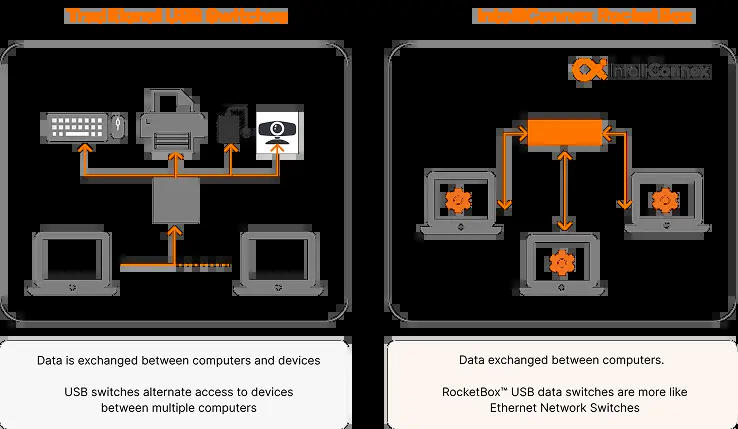 USB Switches
IntelliConnex RocketBox
IntelliConnex
Data is exchanged between computers and devices
USB switches alternate access to devices
between multiple computers
Data exchanged between computers.
RocketBox™ USB data switches are more like
Ethernet Network Switches